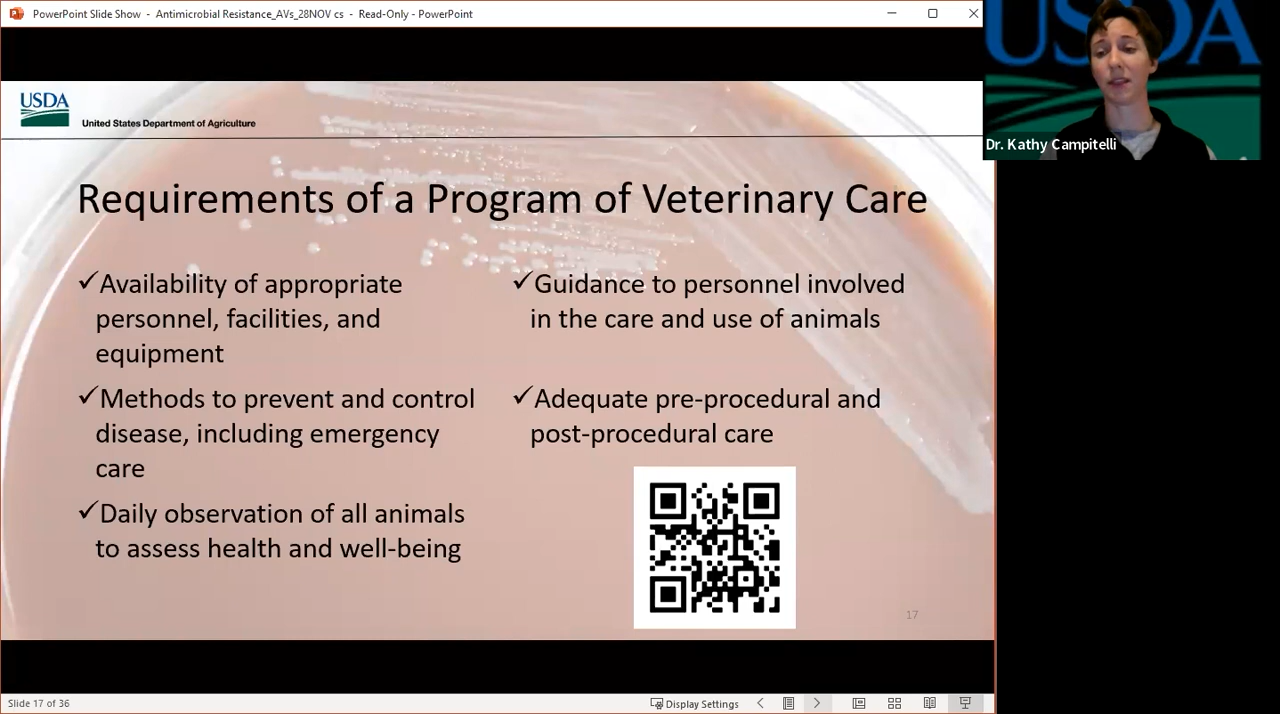 PowerPoint Slide Show - Antimicrobial Resistance_AVs_28NOV cs - Read-Only - PowerPoint
USDA
Dr. Kathy Campitelli
USDA
United States Department of Agriculture
Requirements of a Program of Veterinary Care
✓Availability of appropriate
personnel, facilities, and
equipment
✓Methods to prevent and control
disease, including emergency
care
✓Daily observation of all animals
to assess health and well-being
✓Guidance to personnel involved
in the care and use of animals
✓Adequate pre-procedural and
post-procedural care
17
Slide 17 of 36
Display Settings